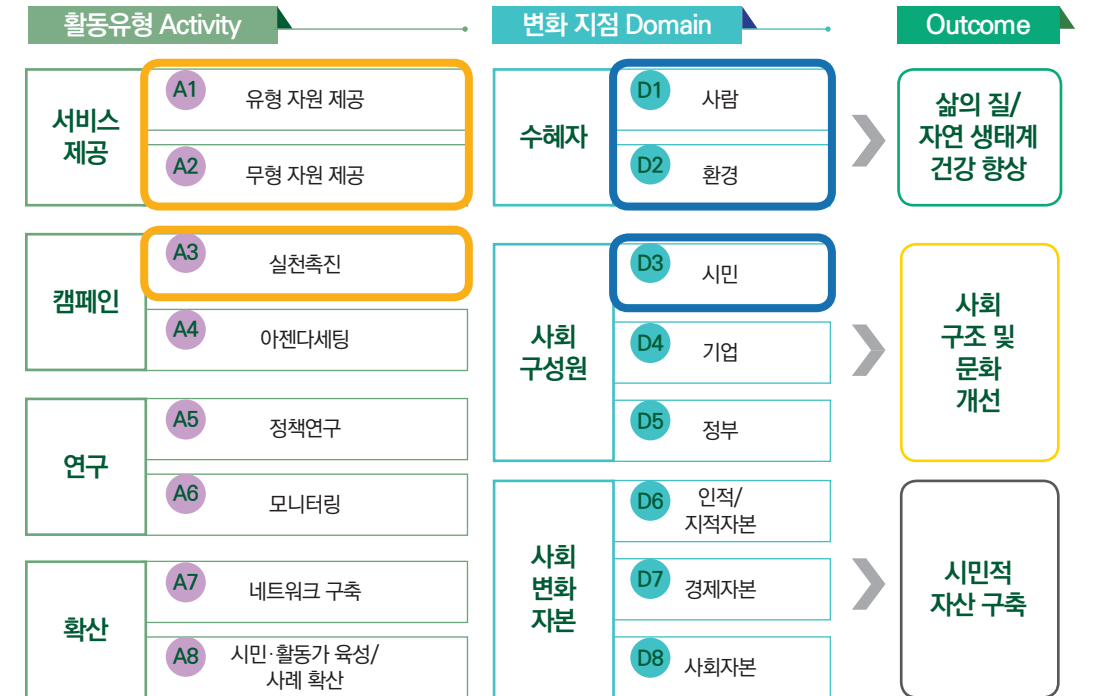 활동유형 Activity
변화 지점 Domain
Outcome
서비스
제공
A1
유형 자원 제공
A2
무형 자원 제공
캠페인
A3
실천촉진
A4
아젠다세팅
연구
A5
정책연구
A6
모니터링
확산
A7
네트워크 구축
A8
시민·활동가 육성/
사례 확산
수혜자
D1
사람
D2
환경
사회
구성원
D3
시민
D4
기업
D5
정부
사회
변화
자본
D6
인적/
지적자본
D7
경제자본
D8
사회자본
삶의 질/
자연 생태계
건강 향상
사회
구조 및
문화
개선
시민적
자산 구축